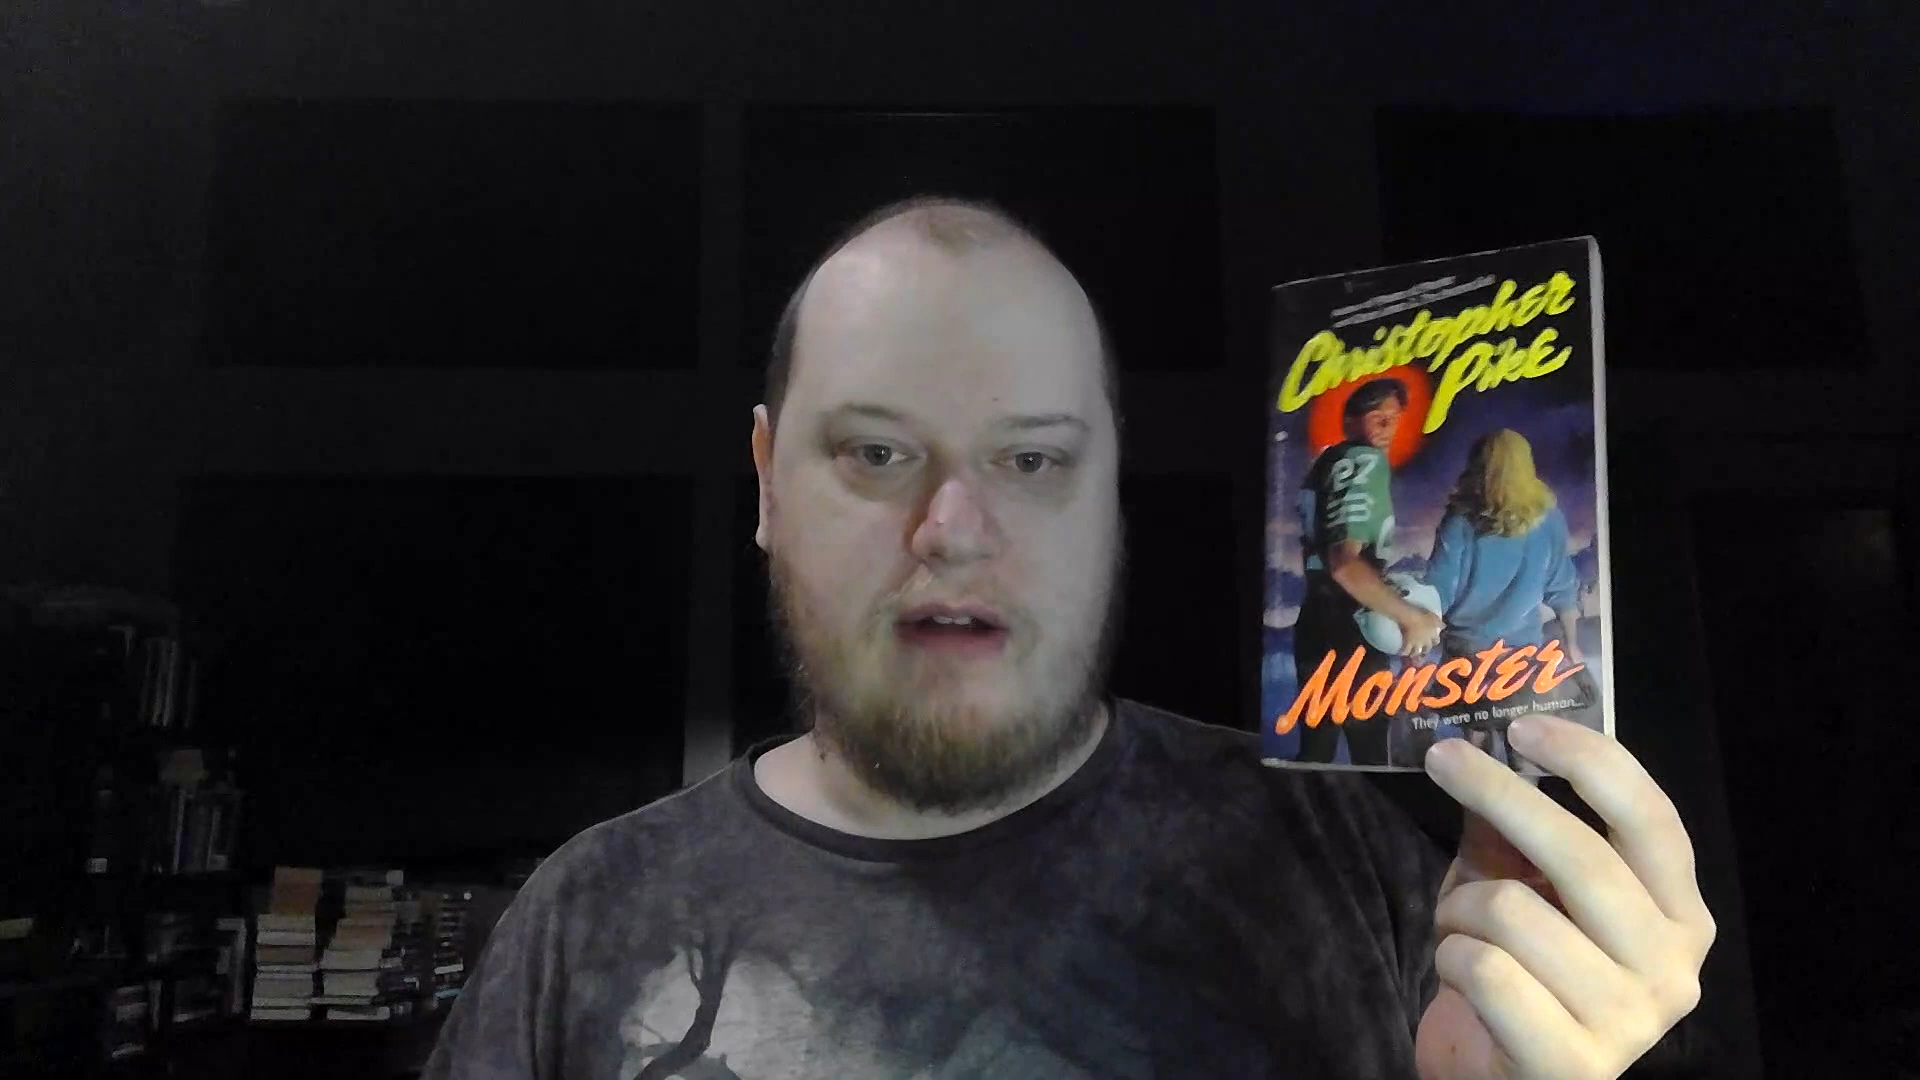 Christopher
Pike
27
Monster
They were no longer human...